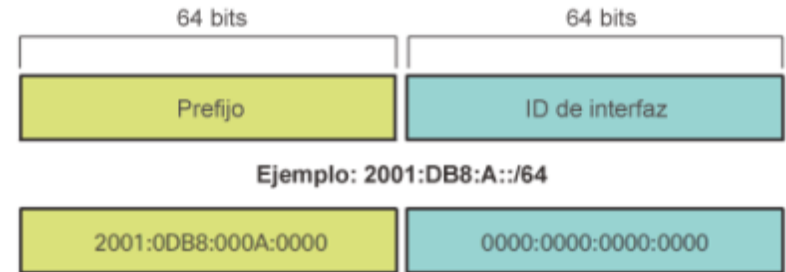 64 bits 64 bits
Prefijo ID de interfaz
Ejemplo: 2001:DB8:A::/64
2001:0DB8:000A:0000 0000:0000:0000:0000